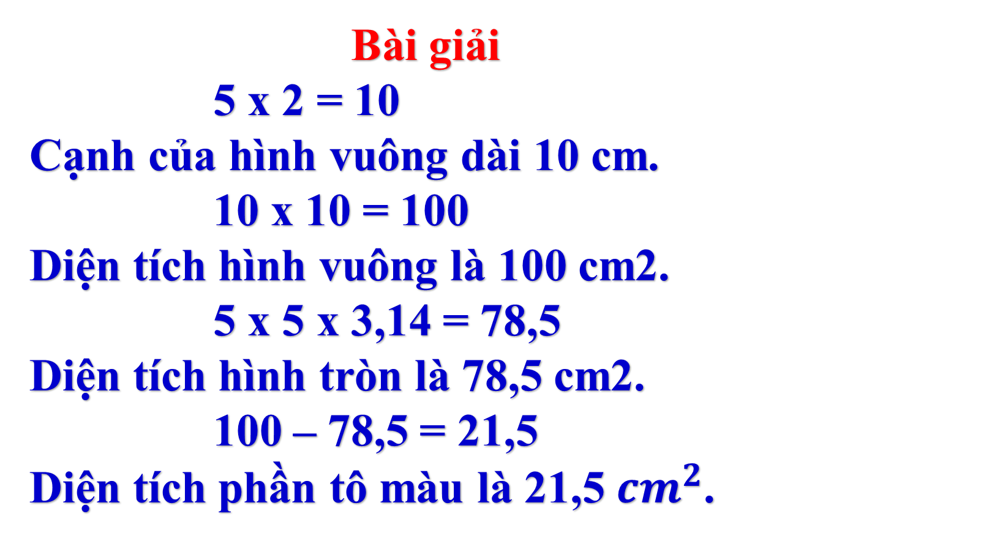 Bài giải
5 x 2 = 10
Cạnh của hình vuông dài 10 cm.
10 x 10 = 100
Diện tích hình vuông là 100 cm2.
5 x 5 x 3,14 = 78,5
Diện tích hình tròn là 78,5 cm2.
100 – 78,5 = 21,5
Diện tích phần tô màu là 21,5 cm².